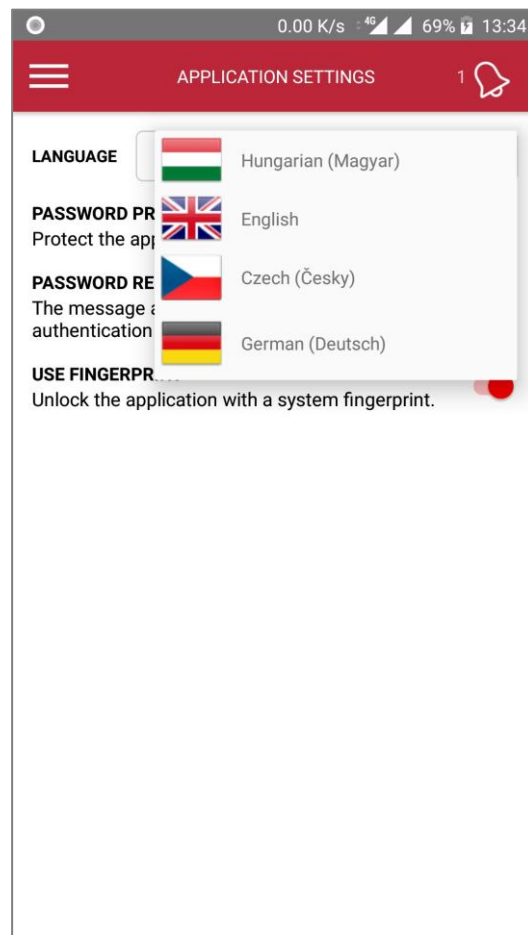 0.00 K/s 4G 69% 13:34
APPLICATION SETTINGS 1
LANGUAGE
Hungarian (Magyar)
English
Czech (Česky)
German (Deutsch)
PASSWORD PR
Protect the app
PASSWORD RE
The message a
authentication
USE FINGERPR
Unlock the application with a system fingerprint.